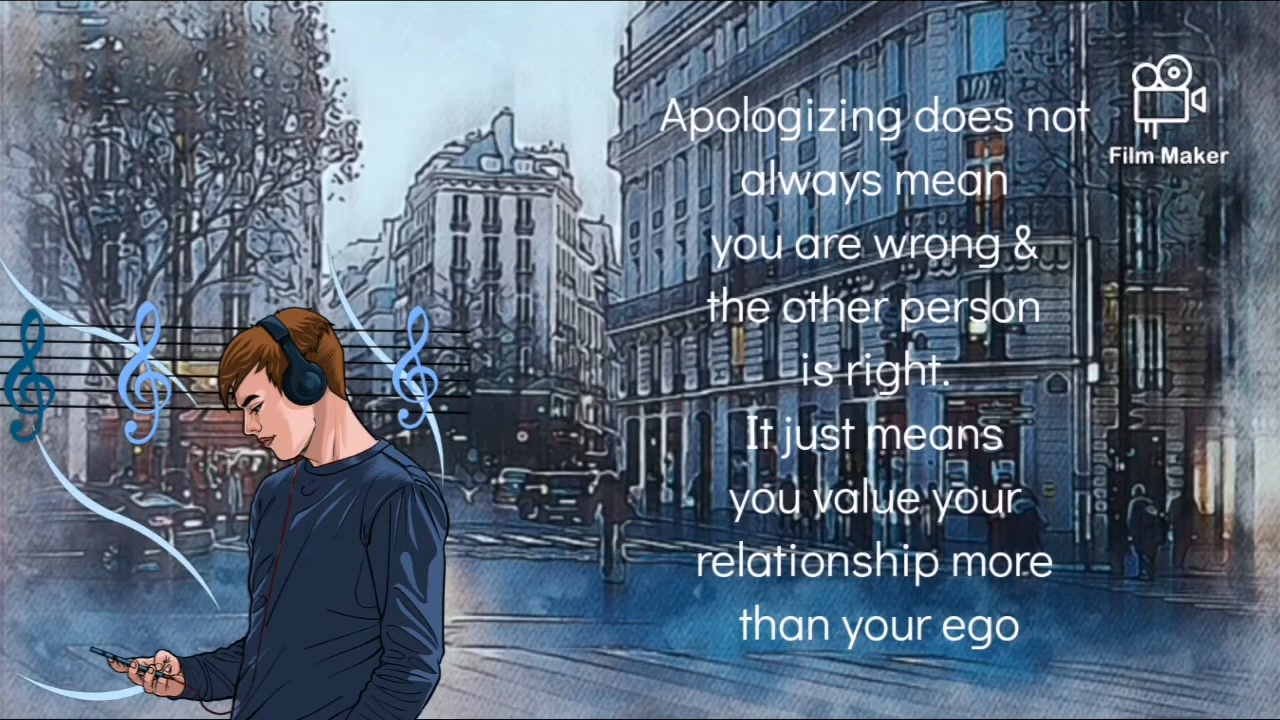 Apologizing does not
always mean
you are wrong &
the other person
is right.
It just means
you value your
relationship more
than your ego
Film Maker